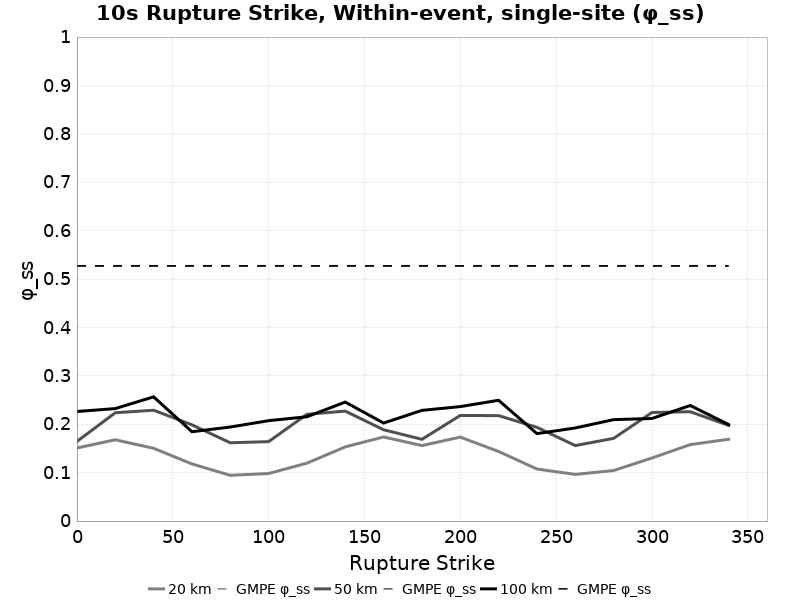 10s Rupture Strike, Within-event, single-site (φ_ss)
1
0.9
0.8
0.7
0.6
0.5
0.4
0.3
0.2
0.1
0
φ_ss
0 50 100 150 200 250 300 350
Rupture Strike
20 km GMPE φ_ss 50 km GMPE φ_ss 100 km GMPE φ_ss